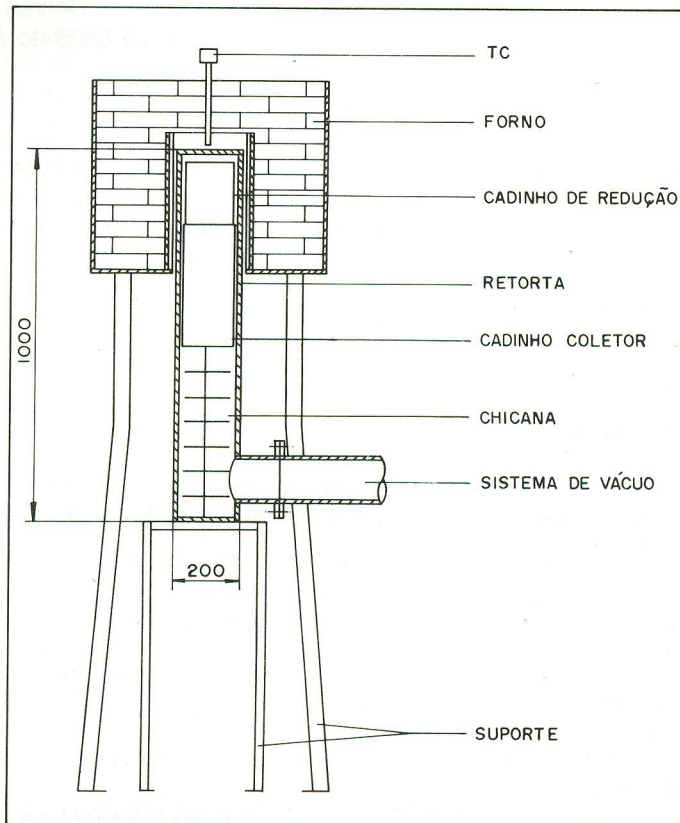 TC
FORNO
CADINHO DE REDUÇÃO
RETORTA
CADINHO COLETOR
CHICANA
SISTEMA DE VÁCUO
SUPORTE
1000
200